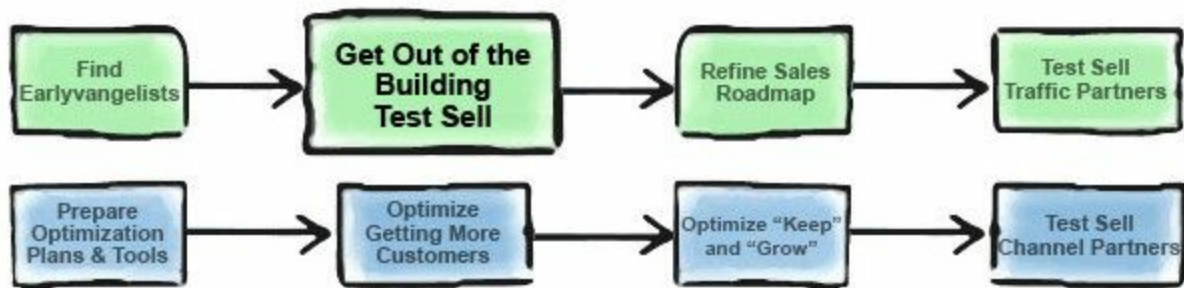 Find
Earlyvangelists
Get Out of the
Building
Test Sell
Refine Sales
Roadmap
Test Sell
Traffic Partners
Prepare
Optimization
Plans & Tools
Optimize
Getting More
Customers
Optimize “Keep”
and “Grow”
Test Sell
Channel Partners